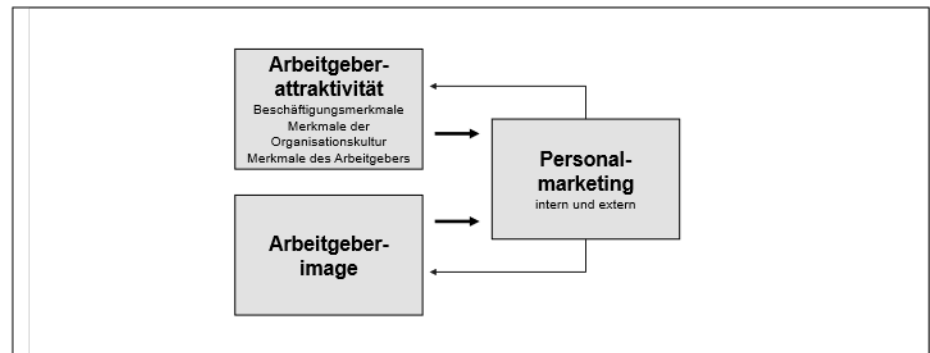 Arbeitgeber-
attraktivität
Beschäftigungsmerkmale
Merkmale der
Organisationskultur
Merkmale des Arbeitgebers
Personal-
marketing
intern und extern
Arbeitgeber-
image